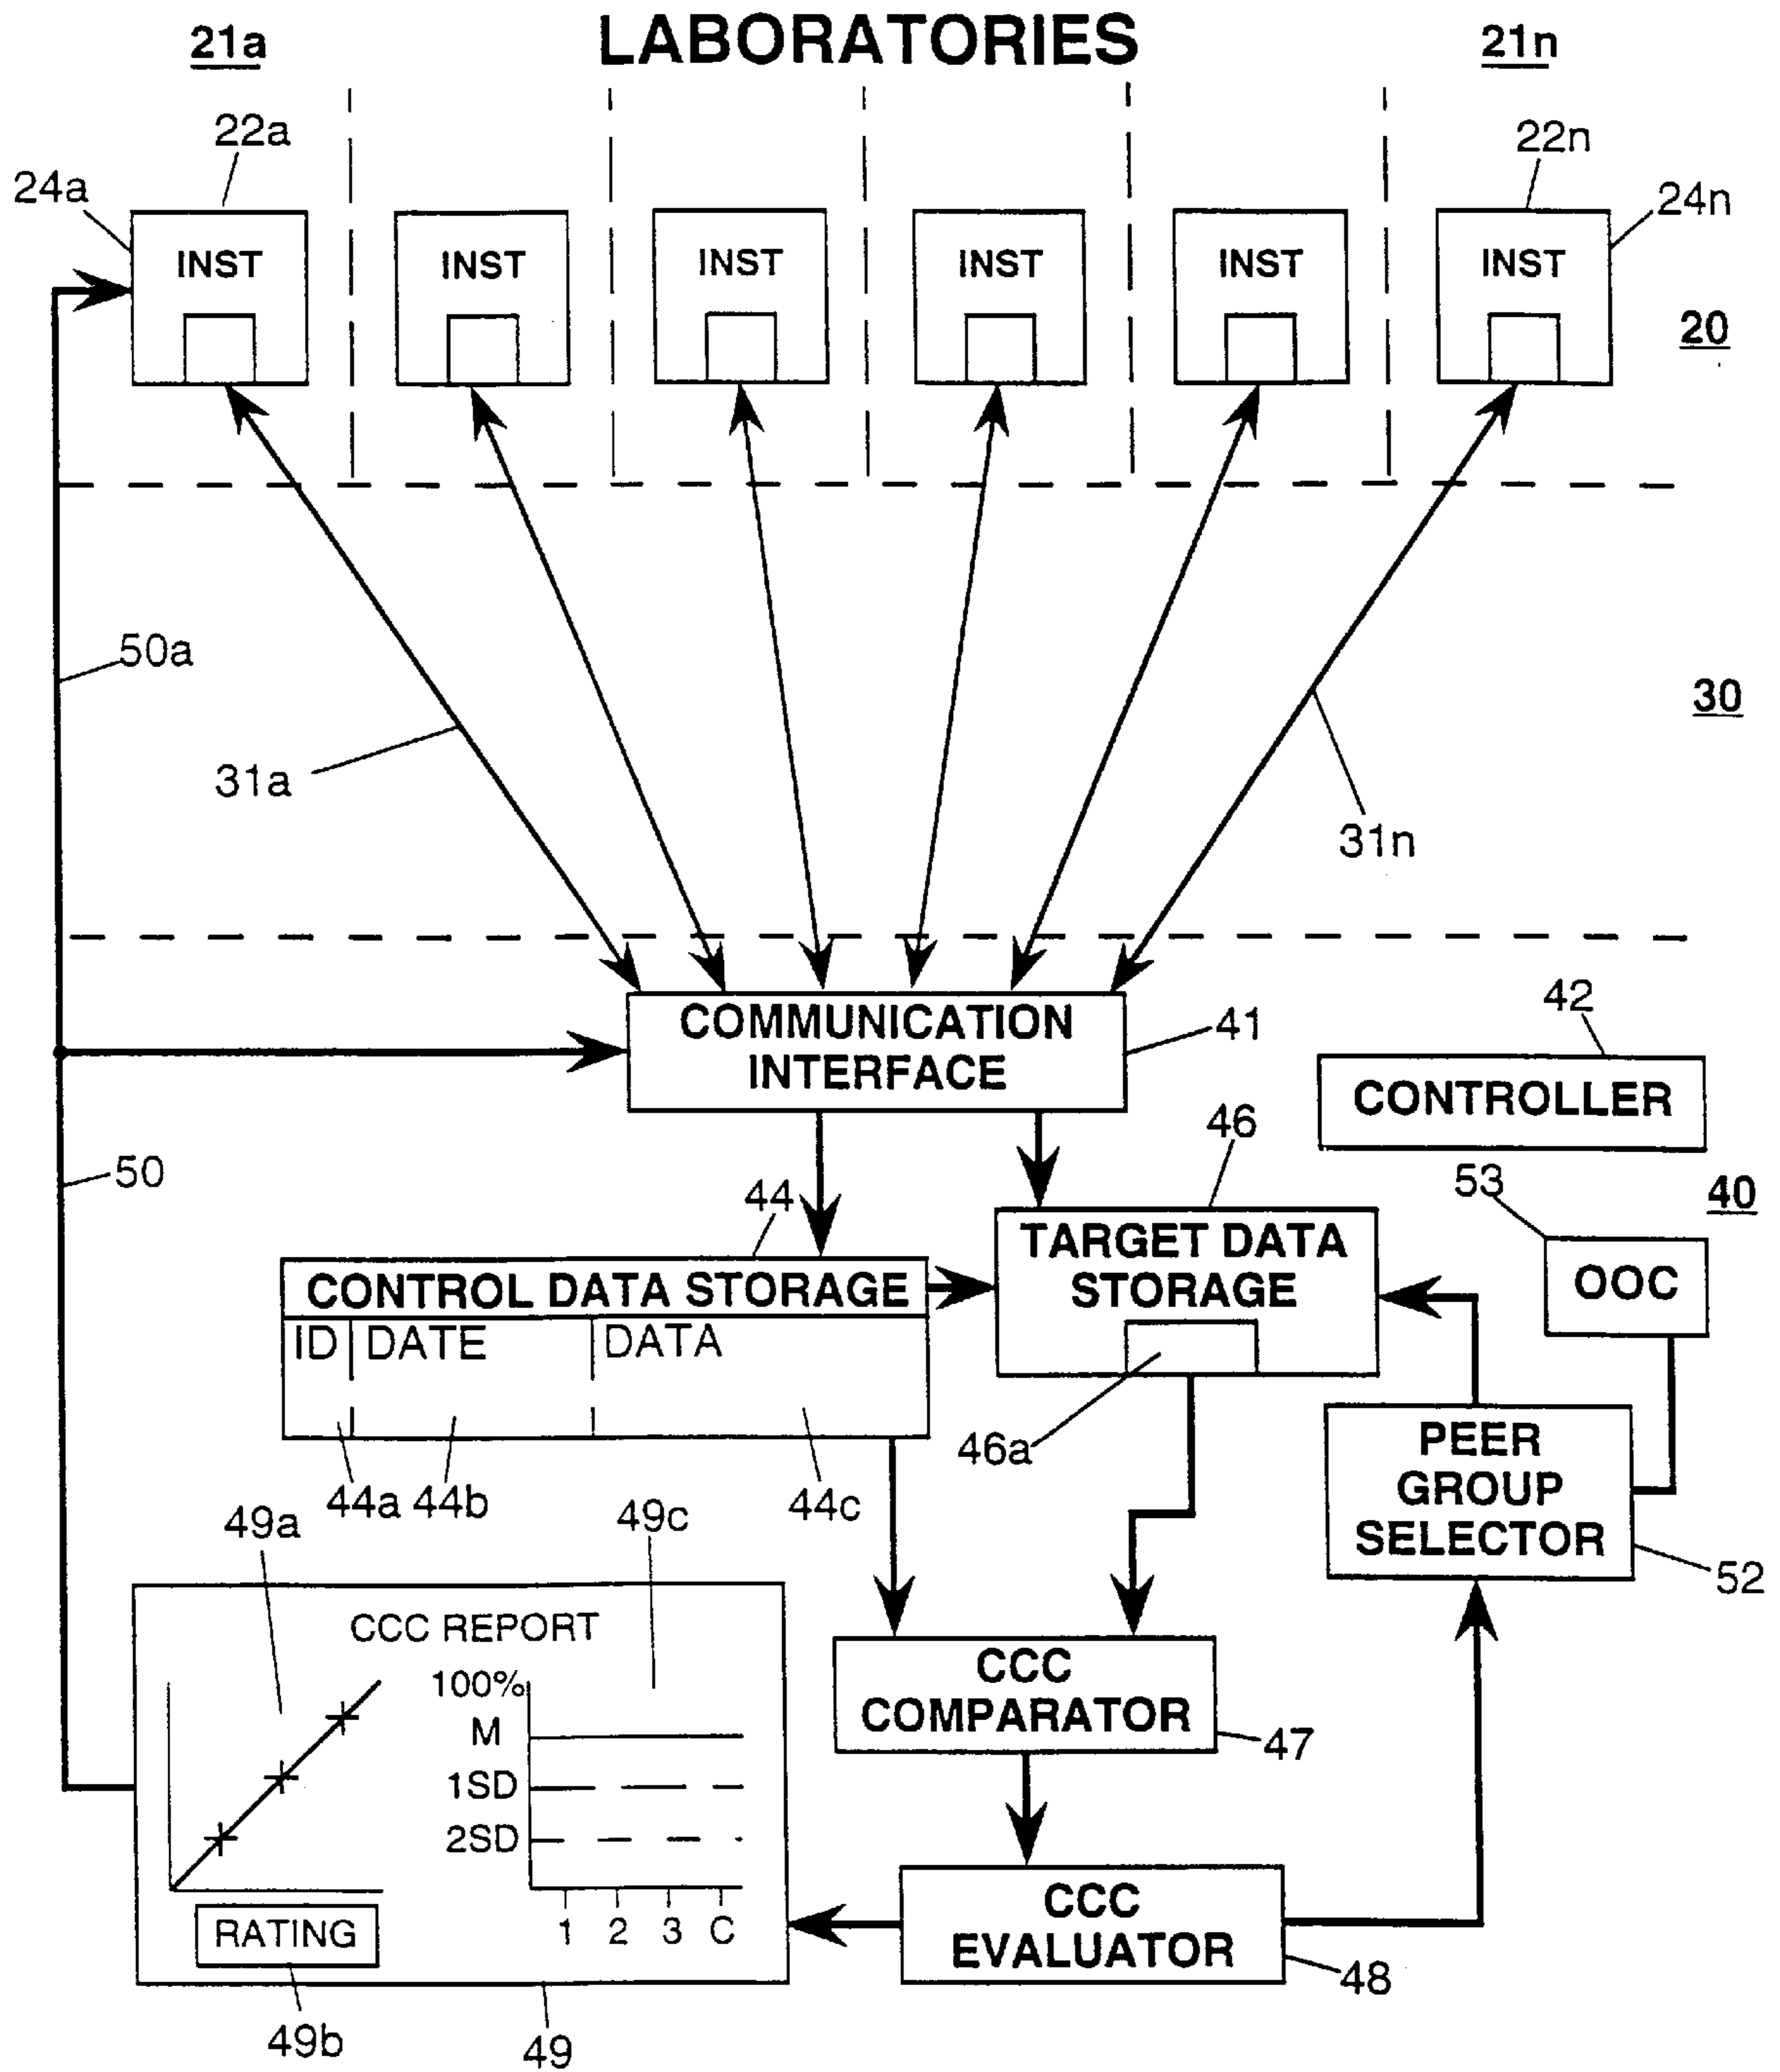 21a LABORATORIES 21n
22a 22n
24a 24n
INST INST INST INST INST INST
20
50a
30
31a
31n
42
COMMUNICATION
INTERFACE
41
CONTROLLER
46
50
53
40
44
TARGET DATA
STORAGE
OOC
CONTROL DATA STORAGE
ID DATE DATA
46a
PEER
GROUP
SELECTOR
44a 44b 44c
49a 49c
52
CCC REPORT
100%
M
1SD
2SD
1 2 3 C
RATING
CCC
COMPARATOR
47
CCC
EVALUATOR
48
49b 49